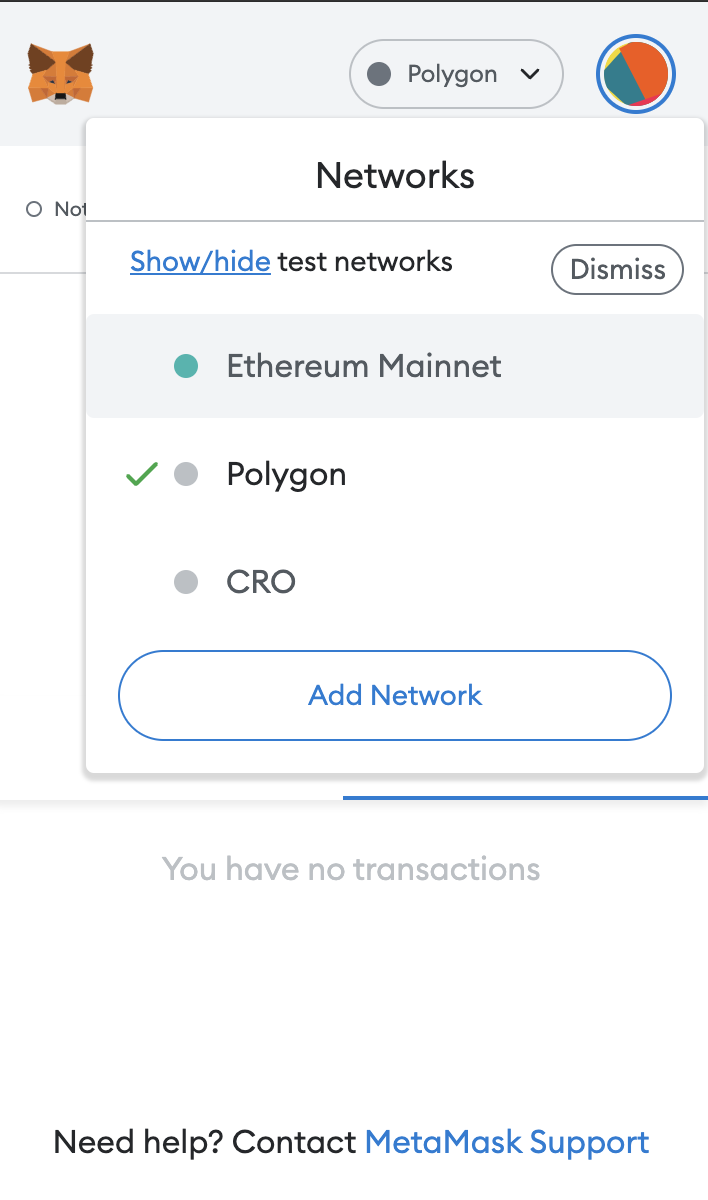 Polygon
Networks
Not
Show/hide test networks
Dismiss
Ethereum Mainnet
Polygon
CRO
Add Network
You have no transactions
Need help? Contact MetaMask Support